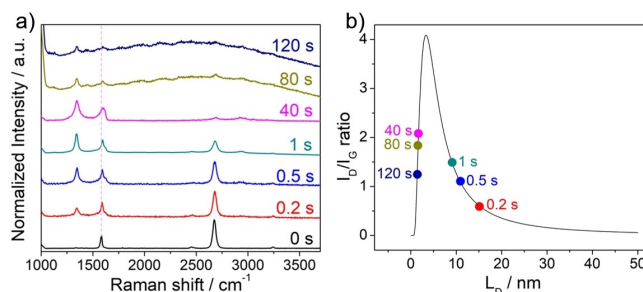 a)
Normalized Intensity / a.u.
120 s
80 s
40 s
1 s
0.5 s
0.2 s
0 s
1000 1500 2000 2500 3000 3500
Raman shift / cm⁻¹
b)
I_D/I_G ratio
4
3
2
1
0
40 s
80 s
120 s
1 s
0.5 s
0.2 s
0 10 20 30 40 50
L_D / nm